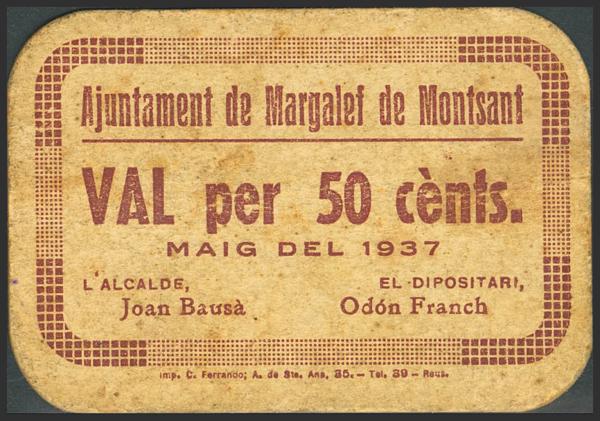 Ajuntament de Margalef de Montsant
VAL per 50 cènts.
MAIG DEL 1937
L'ALCALDE,
Joan Bausà
EL DIPOSITARI,
Odón Franch
Imp. C. Ferrando; A. de Sta. Ana, 35. – Tel. 39 – Reus.